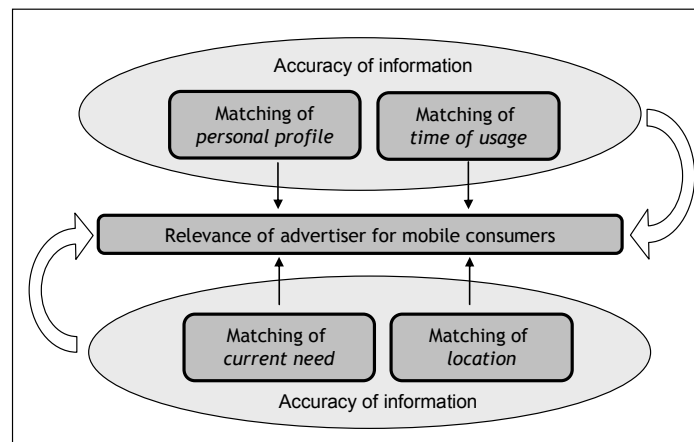 Accuracy of information
Matching of
personal profile
Matching of
time of usage
Relevance of advertiser for mobile consumers
Matching of
current need
Matching of
location
Accuracy of information